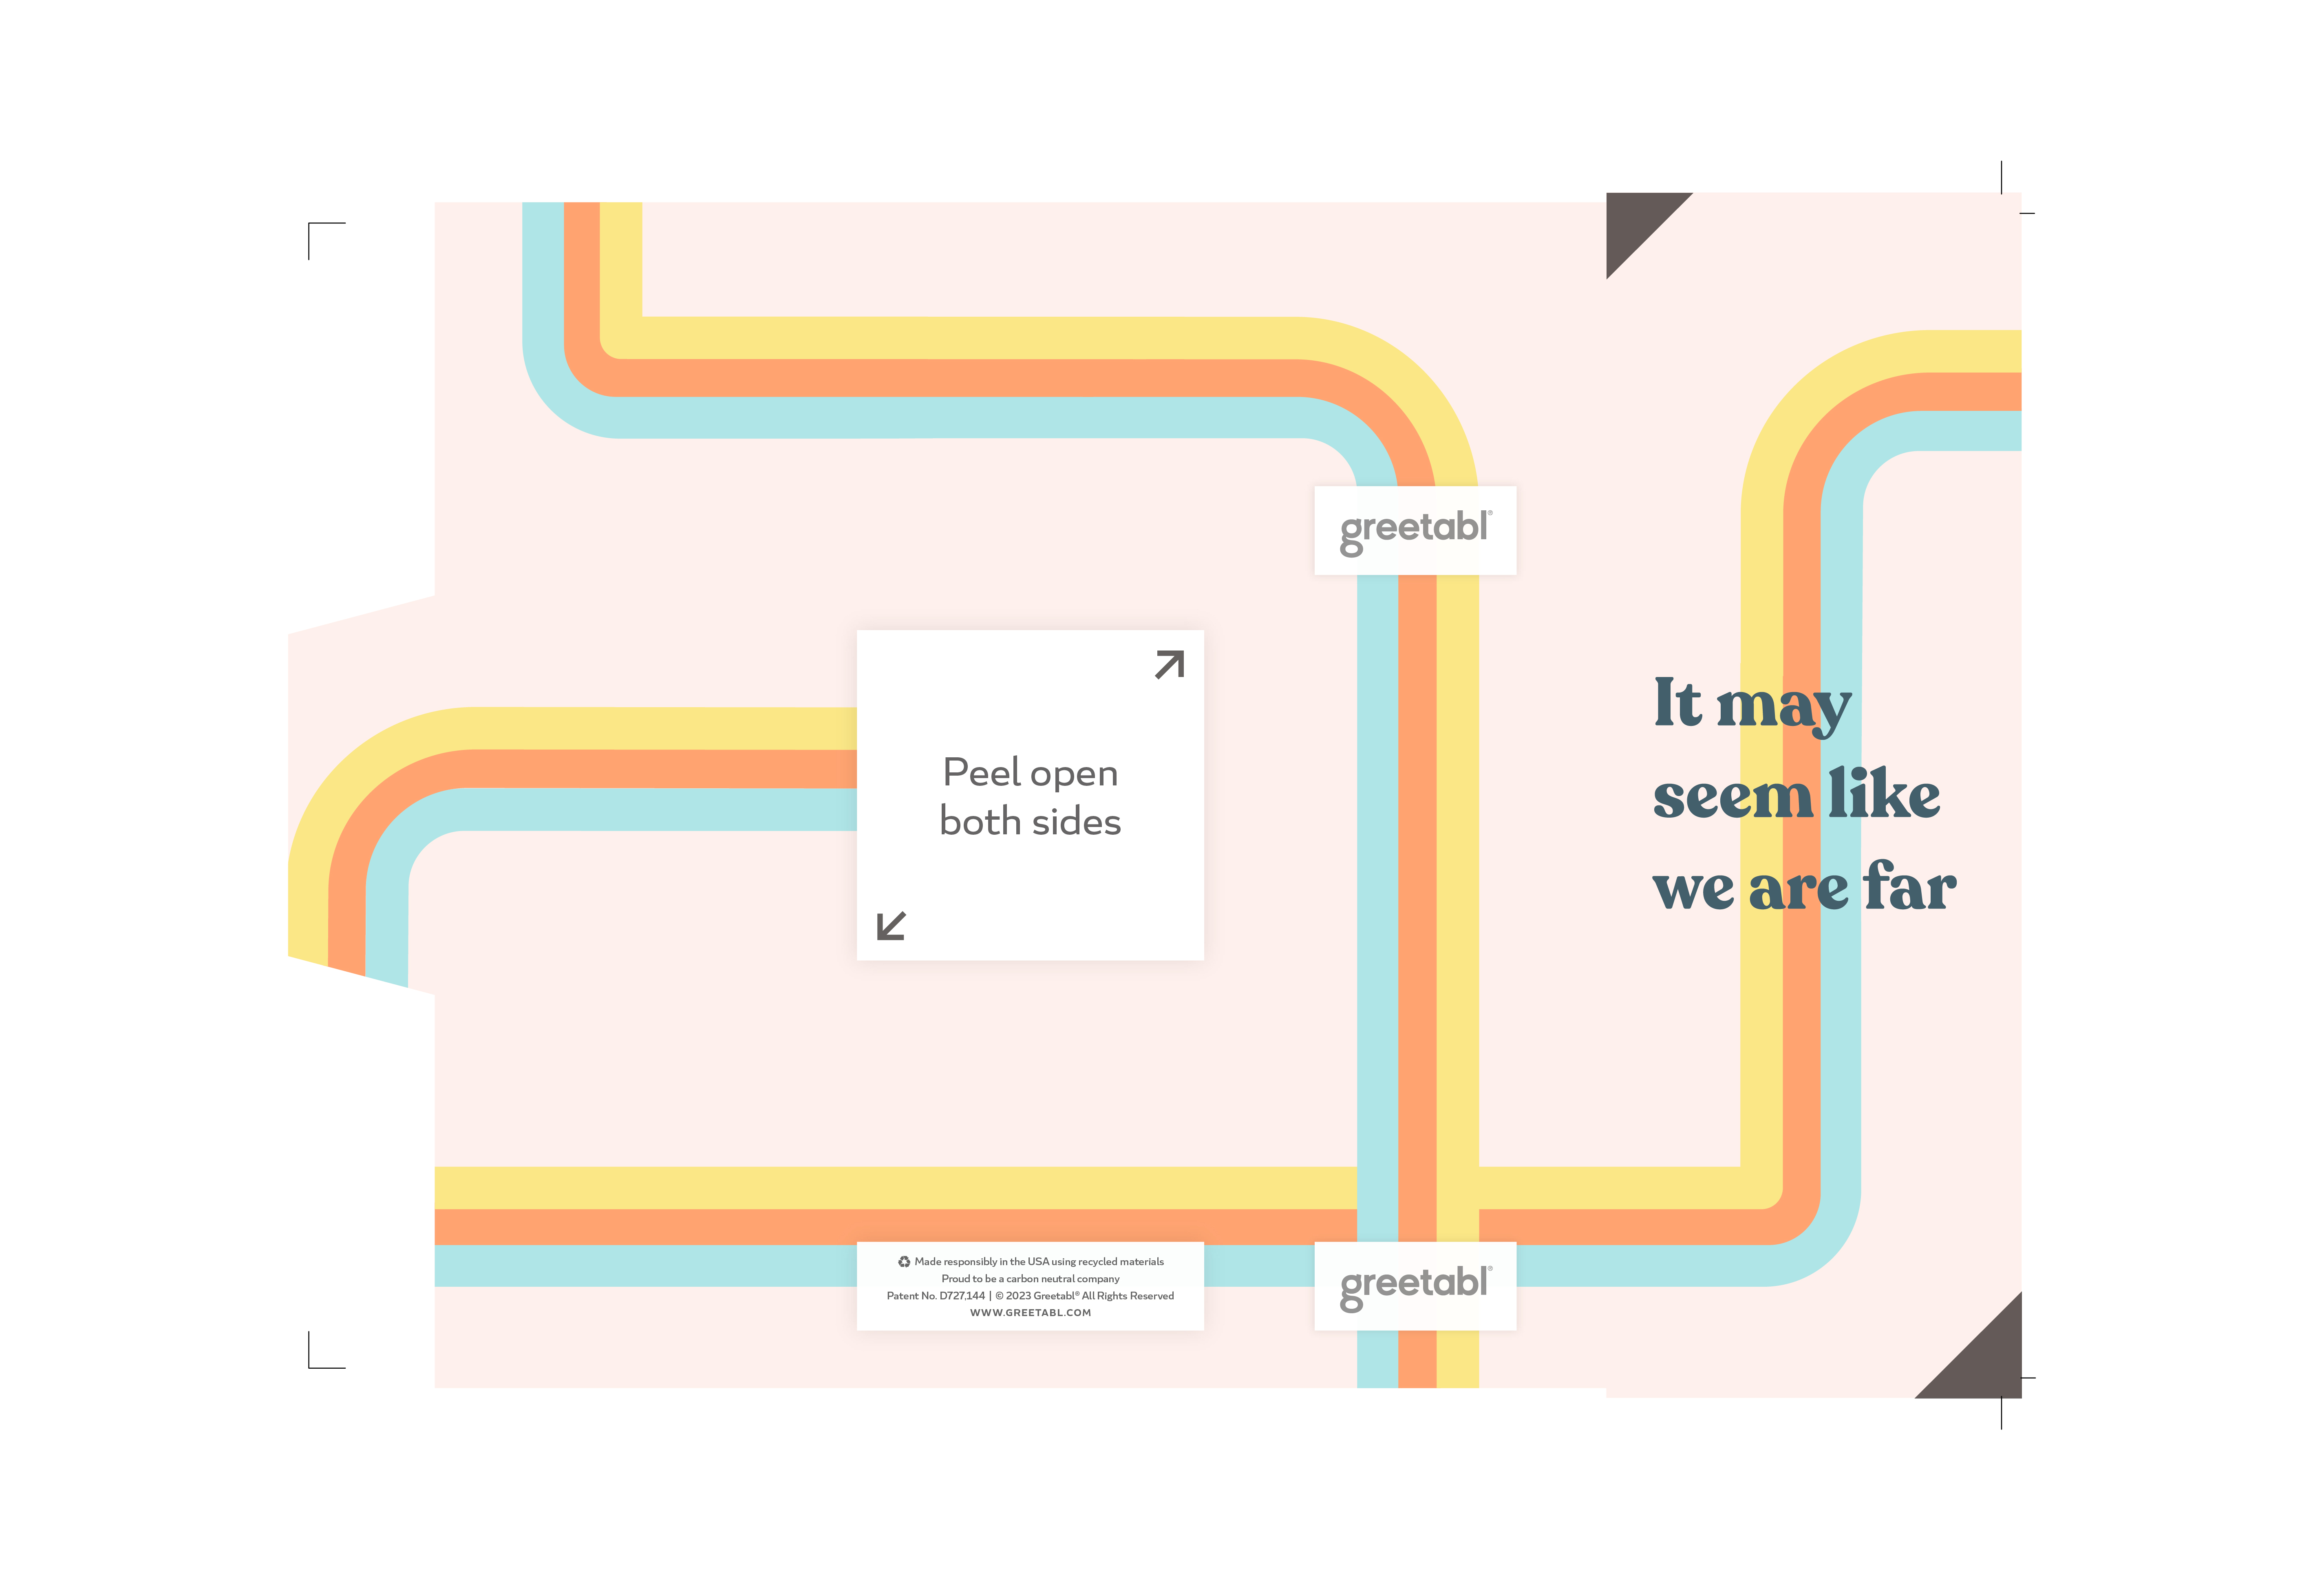 greetabl®
Peel open
both sides
It may
seem like
we are far
♻ Made responsibly in the USA using recycled materials
Proud to be a carbon neutral company
Patent No. D727,144 | © 2023 Greetabl® All Rights Reserved
WWW.GREETABL.COM
greetabl®